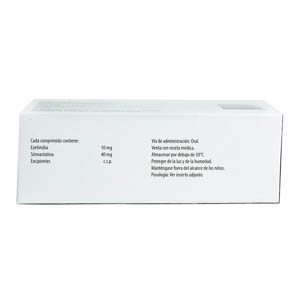 Cada comprimido contiene:
Ezetimiba 10 mg
Simvastatina 40 mg
Excipientes c.s.p.
Vía de administración: Oral.
Venta con receta médica.
Almacenar por debajo de 30°C.
Proteger de la luz y de la humedad.
Manténgase fuera del alcance de los niños.
Posología: Ver inserto adjunto.